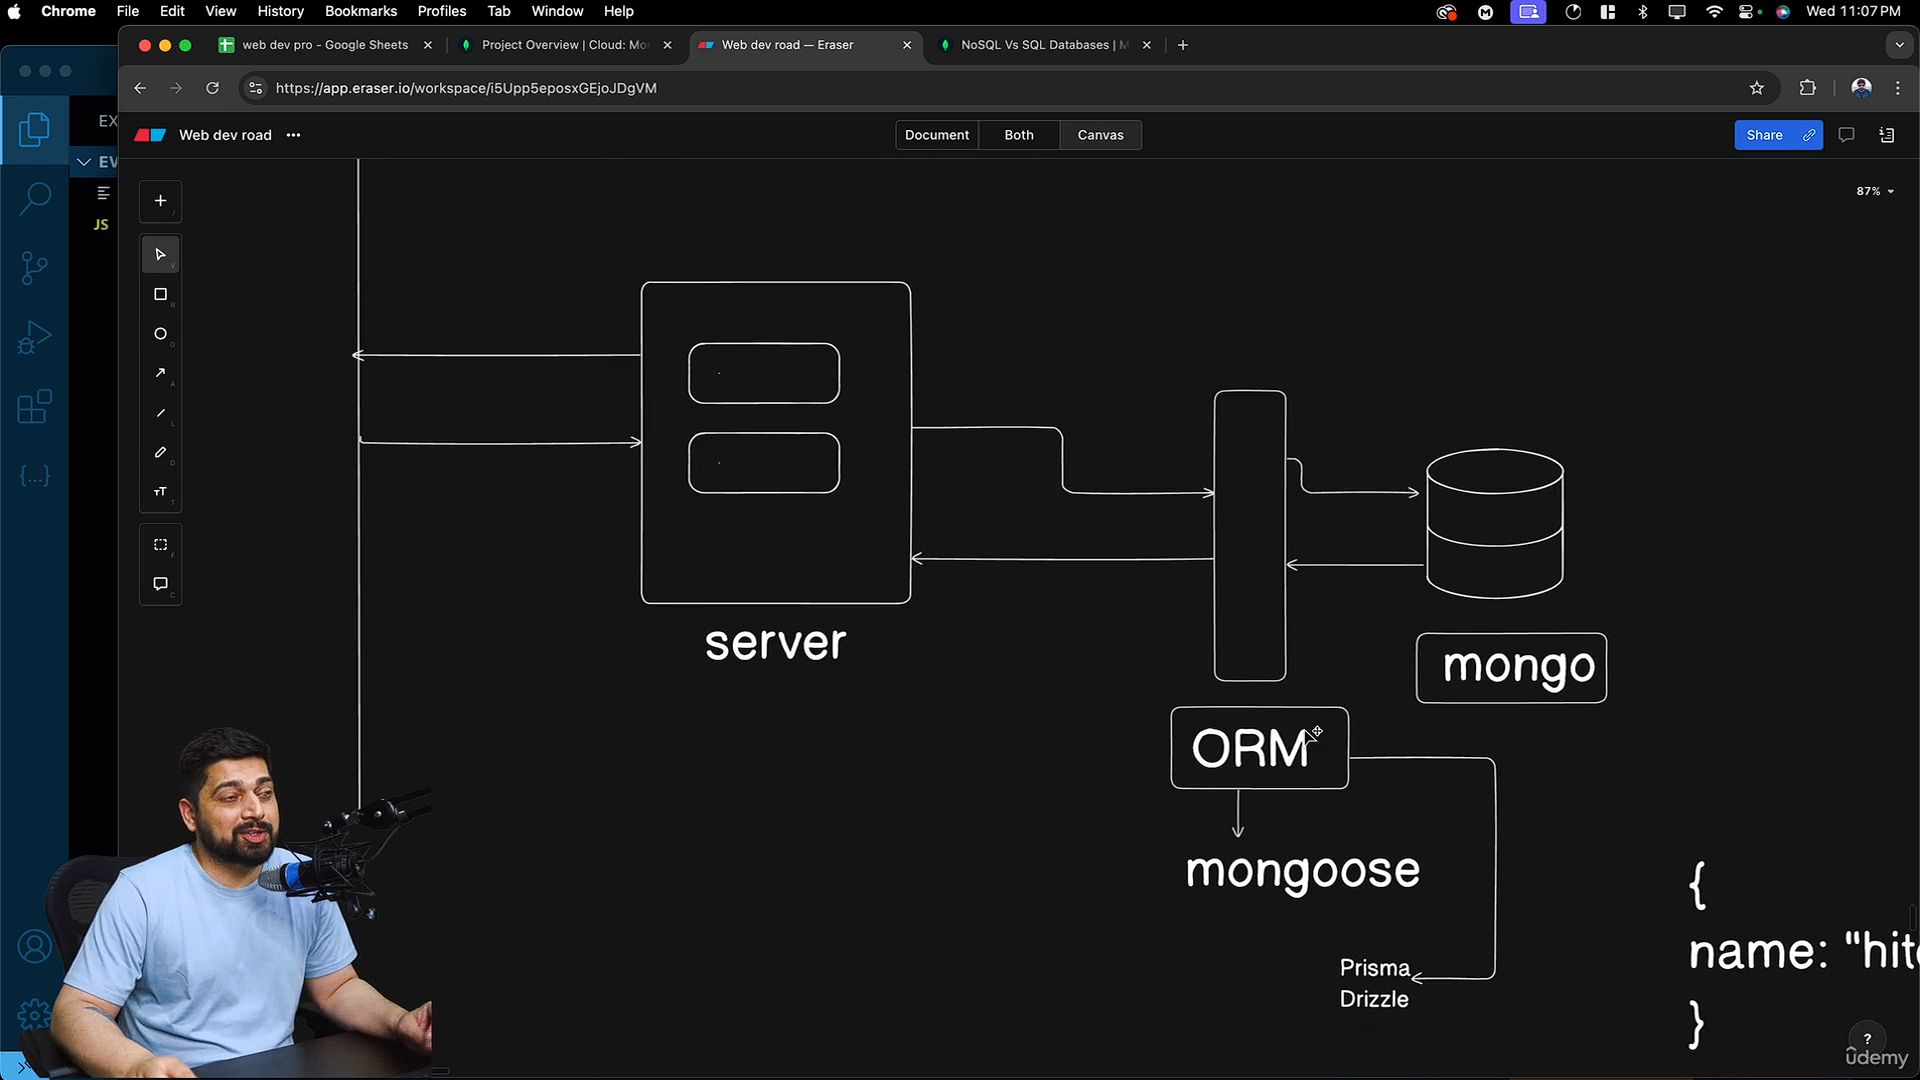 Chrome File Edit View History Bookmarks Profiles Tab Window Help Wed 11:07 PM
web dev pro - Google Sheets
Project Overview | Cloud: Mo
Web dev road — Eraser
NoSQL Vs SQL Databases | M
https://app.eraser.io/workspace/i5Upp5eposxGEjoJDgVM
EX
EV
JS
Web dev road
Document Both Canvas
Share
87%
server
mongo
ORM
mongoose
Prisma
Drizzle
{
name: "hit
}
?
ûdemy